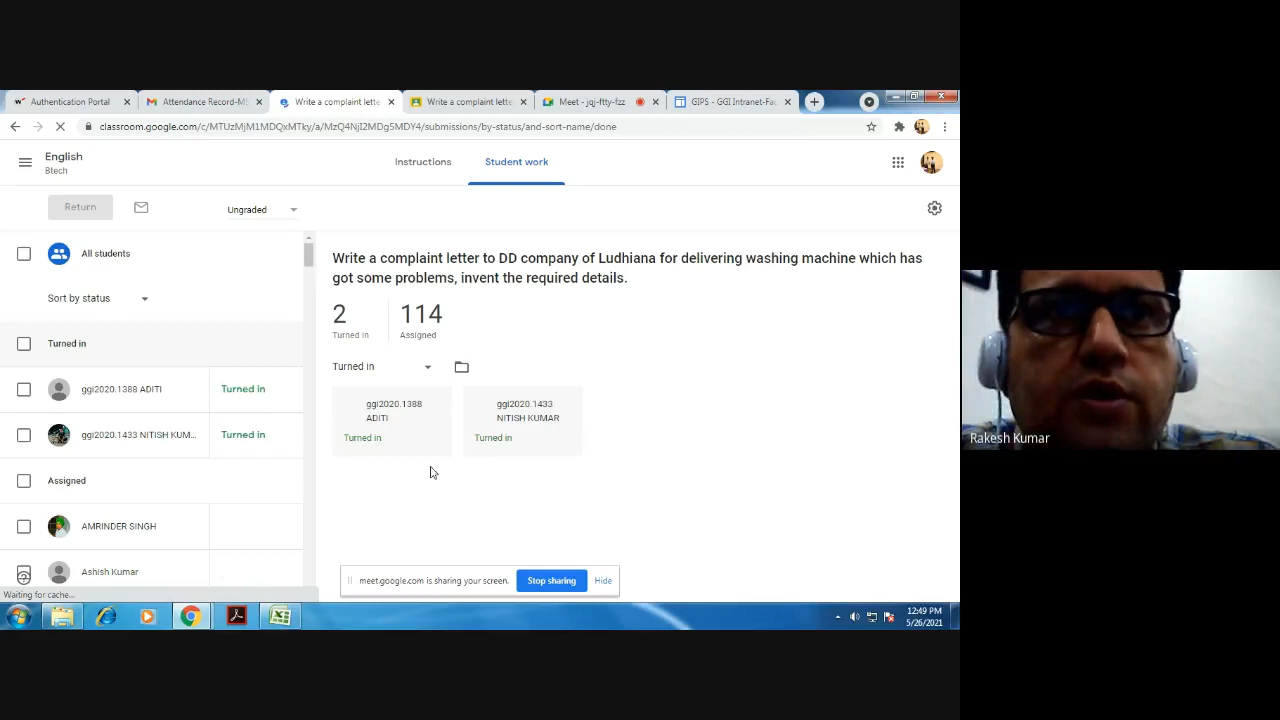 Authentication Portal
Attendance Record-MS
Write a complaint lette
Write a complaint lette
Meet - jqj-ftty-fzz
GIPS - GGI Intranet-Fac
classroom.google.com/c/MTUzMjM1MDQxMTky/a/MzQ4NjI2MDg5MDY4/submissions/by-status/and-sort-name/done
English
Btech
Instructions
Student work
Return
Ungraded
All students
Sort by status
Turned in
ggi2020.1388 ADITI
Turned in
ggi2020.1433 NITISH KUM...
Turned in
Assigned
AMRINDER SINGH
Ashish Kumar
Waiting for cache...
Write a complaint letter to DD company of Ludhiana for delivering washing machine which has
got some problems, invent the required details.
2
114
Turned in
Assigned
Turned in
ggi2020.1388
ADITI
Turned in
ggi2020.1433
NITISH KUMAR
Turned in
meet.google.com is sharing your screen.
Stop sharing
Hide
12:49 PM
5/26/2021
Rakesh Kumar